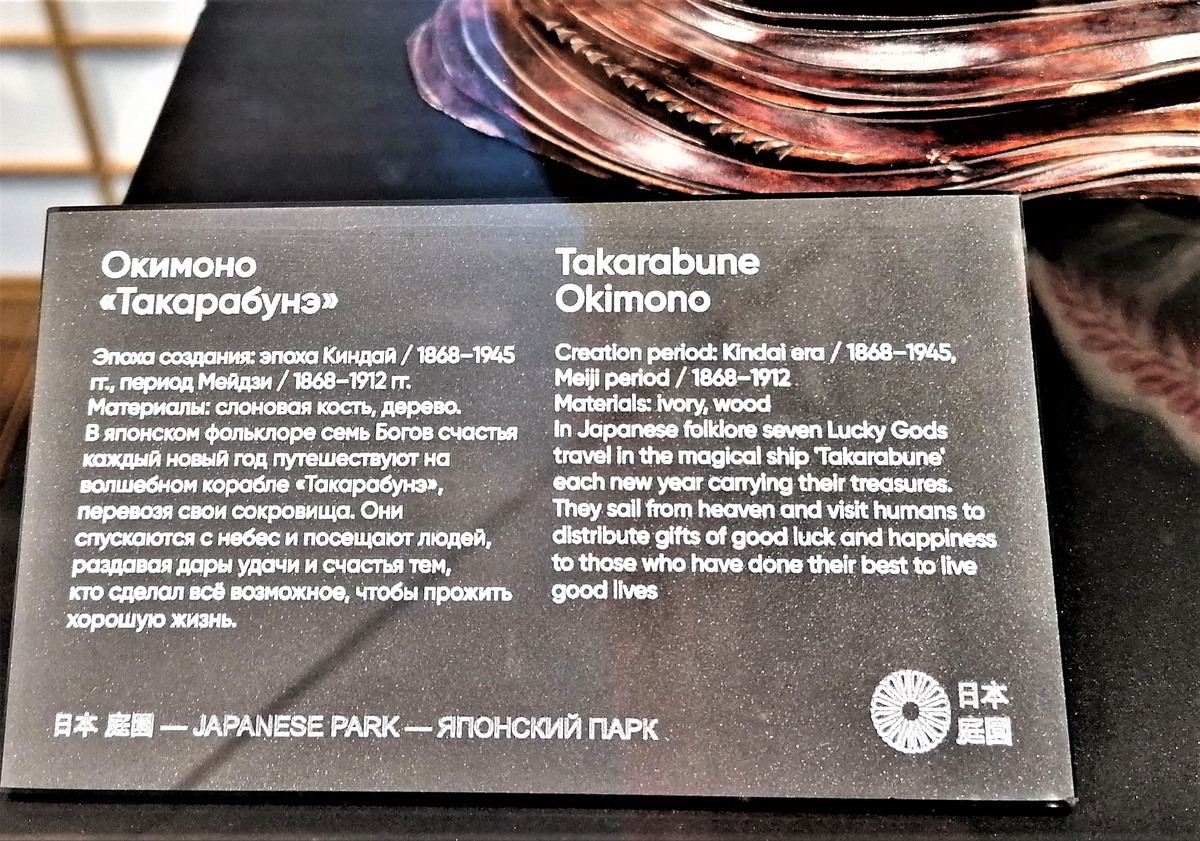 Окимоно
«Такарабунэ»
Эпоха создания: эпоха Киндай / 1868–1945
гг., период Мейдзи / 1868–1912 гг.
Материалы: слоновая кость, дерево.
В японском фольклоре семь Богов счастья
каждый новый год путешествуют на
волшебном корабле «Такарабунэ»,
перевозя свои сокровища. Они
спускаются с небес и посещают людей,
раздавая дары удачи и счастья тем,
кто сделал всё возможное, чтобы прожить
хорошую жизнь.
Takarabune
Okimono
Creation period: Kindai era / 1868–1945,
Meiji period / 1868–1912
Materials: ivory, wood
In Japanese folklore seven Lucky Gods
travel in the magical ship 'Takarabune'
each new year carrying their treasures.
They sail from heaven and visit humans to
distribute gifts of good luck and happiness
to those who have done their best to live
good lives
日本 庭園 — JAPANESE PARK — ЯПОНСКИЙ ПАРК
日本
庭園